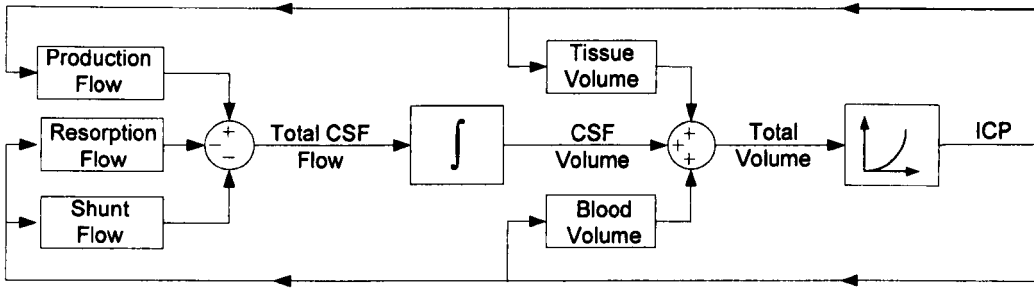 Production
Flow
Resorption
Flow
Shunt
Flow
+
−
−
Total CSF
Flow
∫
Tissue
Volume
CSF
Volume
Blood
Volume
+
+
+
Total
Volume
ICP